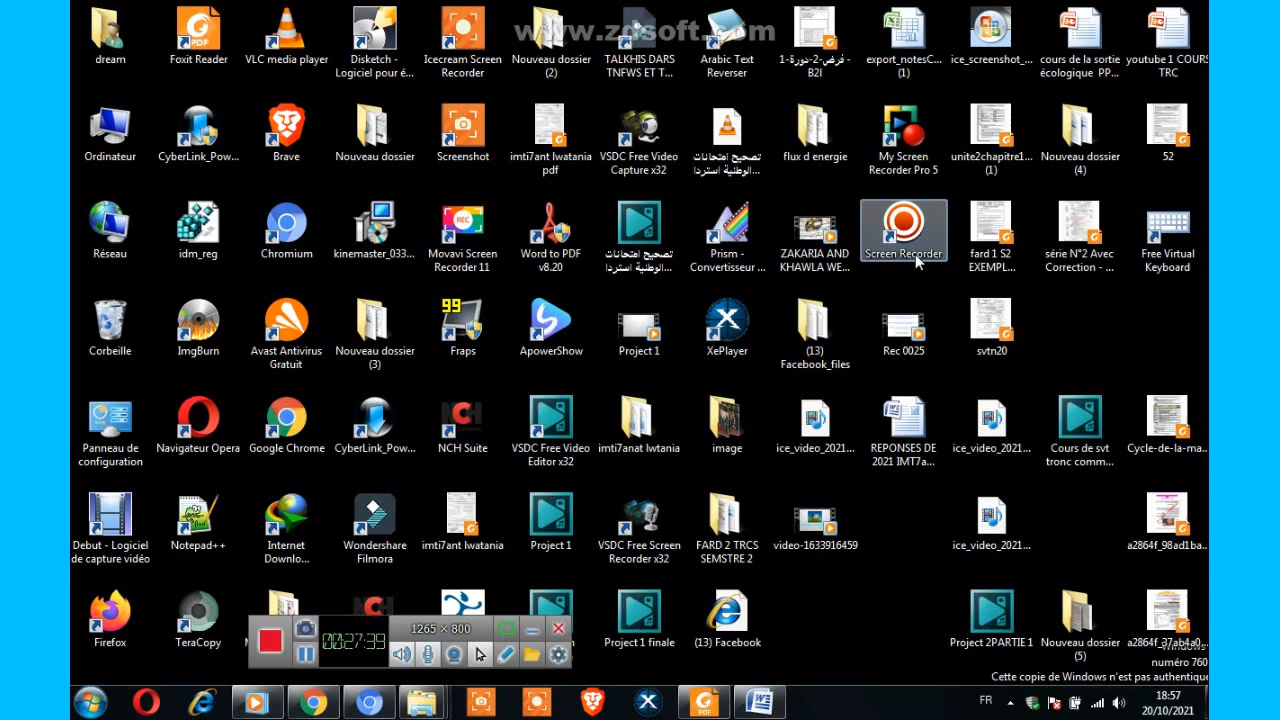 www.zdsoft.com
dream
Foxit Reader
VLC media player
Disketch -
Logiciel pour é...
Icecream Screen
Recorder
Nouveau dossier
(2)
TALKHIS DARS
TNFWS ET T...
Arabic Text
Reverser
فرض-2-دورة-1 -
B2I
export_notesC...
(1)
ice_screenshot_...
cours de la sortie
écologique PP...
youtube 1 COURS
TRC
Ordinateur
CyberLink_Pow...
Brave
Nouveau dossier
Screenshot
imti7ant lwatania
pdf
VSDC Free Video
Capture x32
تصحيح امتحانات
الوطنية استردا...
flux d energie
My Screen
Recorder Pro 5
unite2chapitre1...
(1)
Nouveau dossier
(4)
52
Réseau
idm_reg
Chromium
kinemaster_033...
REC
Movavi Screen
Recorder 11
Word to PDF
v8.20
تصحيح امتحانات
الوطنية استردا...
Prism -
Convertisseur ...
ZAKARIA AND
KHAWLA WE...
Screen Recorder
fard 1 S2
EXEMPL...
série N°2 Avec
Correction - ...
Free Virtual
Keyboard
Corbeille
ImgBurn
Avast Antivirus
Gratuit
Nouveau dossier
(3)
99
Fraps
ApowerShow
Project 1
XePlayer
(13)
Facebook_files
Rec 0025
svtn20
Panneau de
configuration
Navigateur Opera
Google Chrome
CyberLink_Pow...
NCH
NCH Suite
VSDC Free Video
Editor x32
imti7anat lwatania
image
ice_video_2021...
REPONSES DE
2021 IMT7a...
ice_video_2021...
Cours de svt
tronc comm...
Cycle-de-la-ma...
Debut - Logiciel
de capture vidéo
Notepad++
Internet
Downlo...
Wondershare
Filmora
imti7ant lwatania
Project 1
VSDC Free Screen
Recorder x32
FARD 2 TRCS
SEMSTRE 2
video-1633916459
ice_video_2021...
a2864f_98ad1ba...
Firefox
TeraCopy
NCH
Project 1 finale
(13) Facebook
Project 2PARTIE 1
Nouveau dossier
(5)
a2864f_37ab4a0...
00:27:39
1265 × 800
Windows
numéro 760
Cette copie de Windows n'est pas authentique
PDF
FR
18:57
20/10/2021